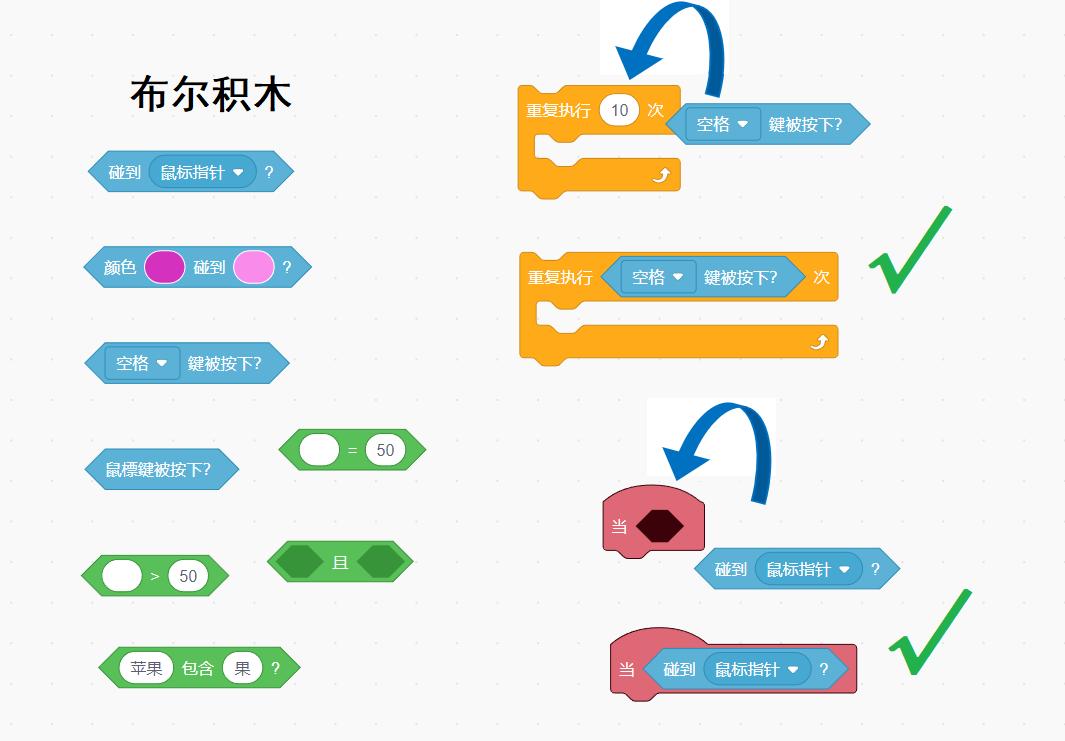 布尔积木
碰到 鼠标指针 ?
颜色 碰到 ?
空格 鍵被按下?
鼠標鍵被按下?
= 50
> 50
且
苹果 包含 果 ?
重复执行 10 次
空格 鍵被按下?
重复执行 空格 鍵被按下? 次
当
碰到 鼠标指针 ?
当 碰到 鼠标指针 ?